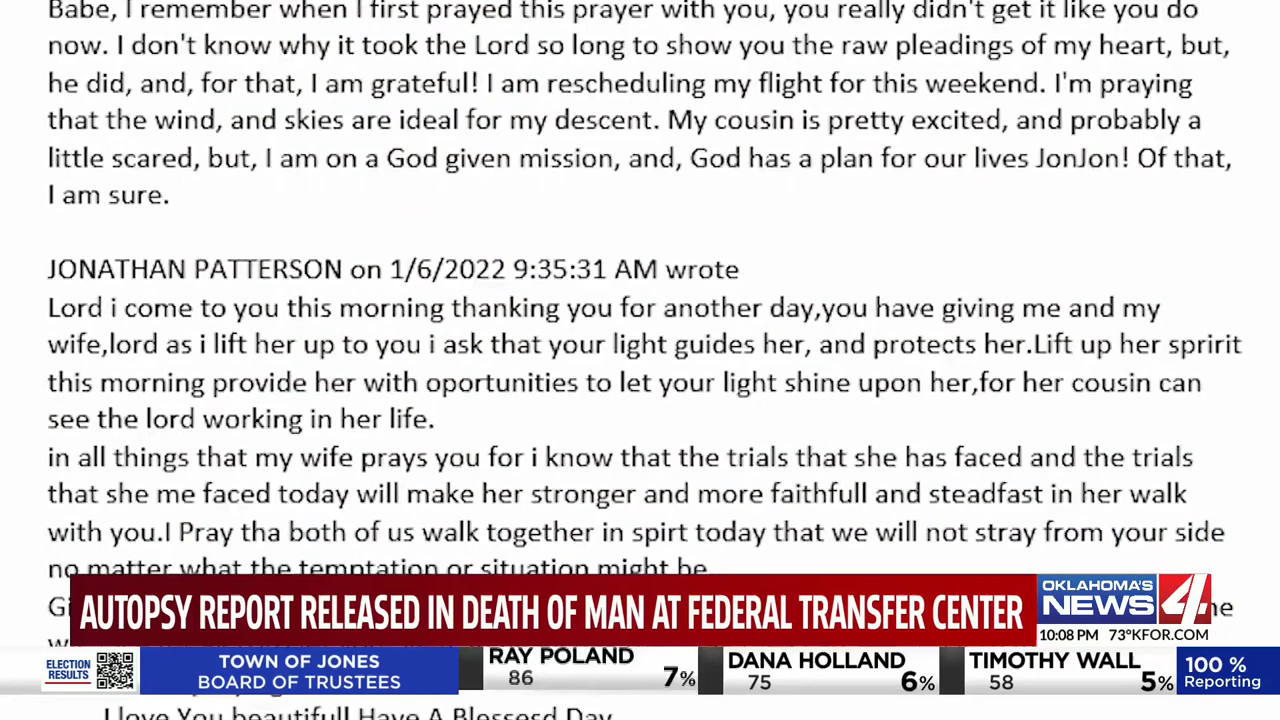 Babe, I remember when I first prayed this prayer with you, you really didn't get it like you do
now. I don't know why it took the Lord so long to show you the raw pleadings of my heart, but,
he did, and, for that, I am grateful! I am rescheduling my flight for this weekend. I'm praying
that the wind, and skies are ideal for my descent. My cousin is pretty excited, and probably a
little scared, but, I am on a God given mission, and, God has a plan for our lives JonJon! Of that,
I am sure.
JONATHAN PATTERSON on 1/6/2022 9:35:31 AM wrote
Lord i come to you this morning thanking you for another day,you have giving me and my
wife,lord as i lift her up to you i ask that your light guides her, and protects her.Lift up her spririt
this morning provide her with oportunities to let your light shine upon her,for her cousin can
see the lord working in her life.
in all things that my wife prays you for i know that the trials that she has faced and the trials
that she me faced today will make her stronger and more faithfull and steadfast in her walk
with you.I Pray tha both of us walk together in spirt today that we will not stray from your side
no matter what the temptation or situation might be
AUTOPSY REPORT RELEASED IN DEATH OF MAN AT FEDERAL TRANSFER CENTER
OKLAHOMA'S
NEWS 4
10:08 PM 73° KFOR.COM
ELECTION
RESULTS
TOWN OF JONES
BOARD OF TRUSTEES
RAY POLAND
86 7%
DANA HOLLAND
75 6%
TIMOTHY WALL
58 5%
100 %
Reporting
I love You beautifull Have A Blessesd Day